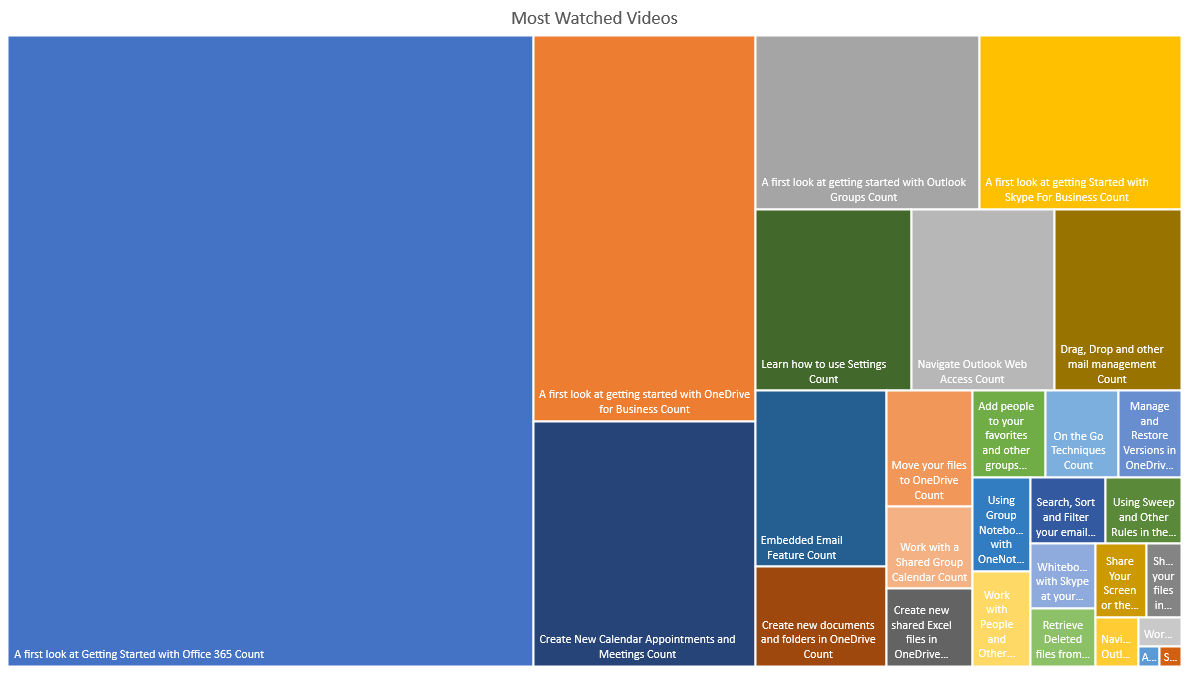 Most Watched Videos
A first look at Getting Started with Office 365 Count
A first look at getting started with OneDrive
for Business Count
Create New Calendar Appointments and
Meetings Count
A first look at getting started with Outlook
Groups Count
A first look at getting Started with
Skype For Business Count
Learn how to use Settings
Count
Navigate Outlook Web
Access Count
Drag, Drop and other
mail management
Count
Embedded Email
Feature Count
Create new documents
and folders in OneDrive
Count
Move your files
to OneDrive
Count
Work with a
Shared Group
Calendar Count
Create new
shared Excel
files in
OneDrive...
Add people
to your
favorites
and other
groups...
On the Go
Techniques
Count
Manage
and
Restore
Versions in
OneDriv...
Using
Group
Notebo...
with
OneNot...
Search, Sort
and Filter
your email...
Using Sweep
and Other
Rules in the...
Work
with
People
and
Other...
Whitebo...
with Skype
at your...
Share
Your
Screen
or the...
Sh...
your
files
in...
Retrieve
Deleted
files from...
Navi...
Outl...
Wor...
A...
S...